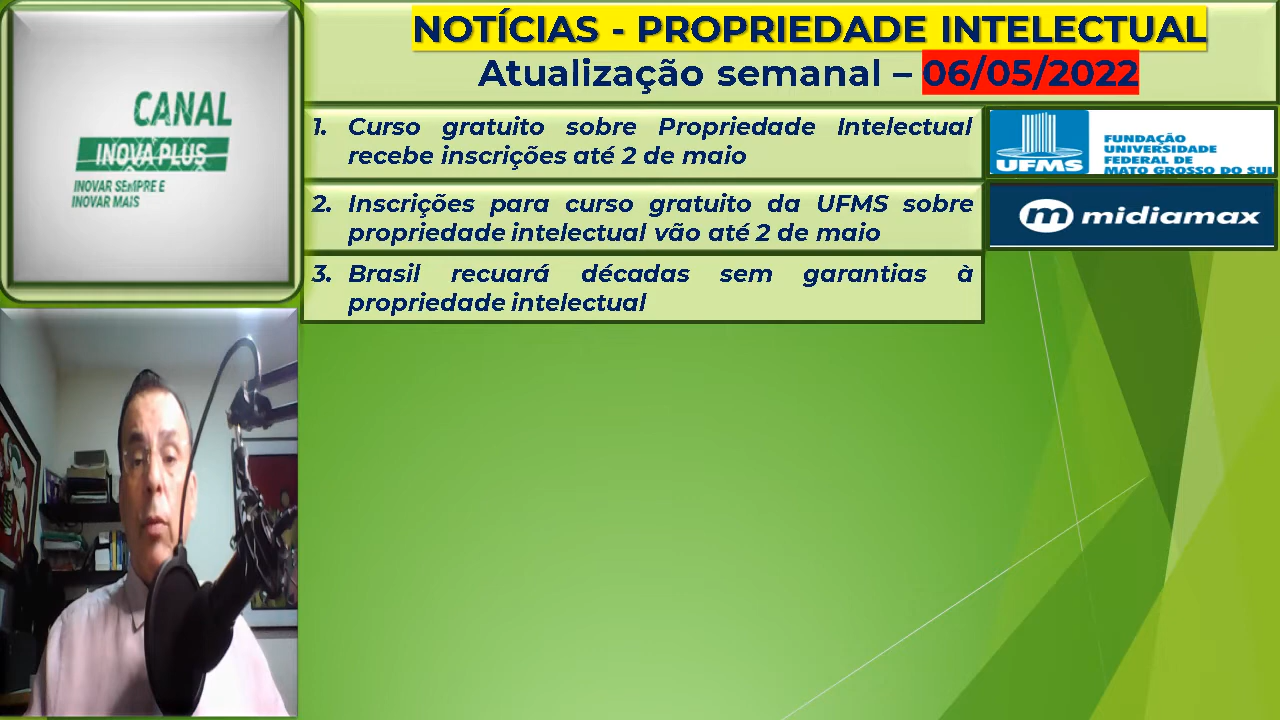 NOTÍCIAS - PROPRIEDADE INTELECTUAL
Atualização semanal – 06/05/2022
CANAL
INOVA PLUS
INOVAR SEMPRE E
INOVAR MAIS
1. Curso gratuito sobre Propriedade Intelectual
recebe inscrições até 2 de maio
UFMS
FUNDAÇÃO
UNIVERSIDADE
FEDERAL DE
MATO GROSSO DO SUL
2. Inscrições para curso gratuito da UFMS sobre
propriedade intelectual vão até 2 de maio
m midiamax
3. Brasil recuará décadas sem garantias à
propriedade intelectual